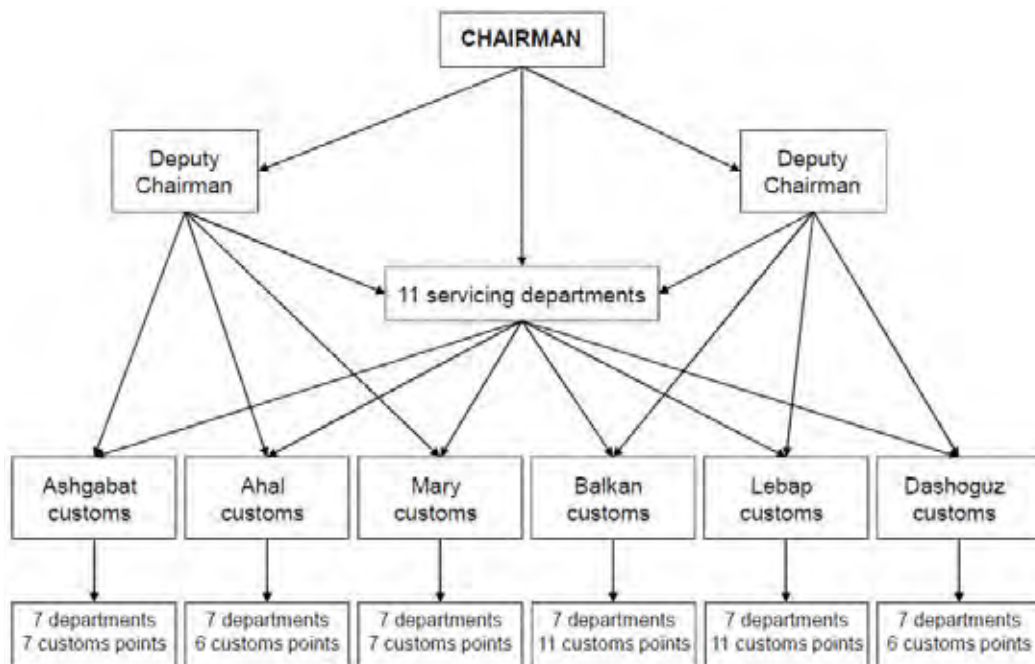 CHAIRMAN
Deputy
Chairman
Deputy
Chairman
11 servicing departments
Ashgabat
customs
Ahal
customs
Mary
customs
Balkan
customs
Lebap
customs
Dashoguz
customs
7 departments
7 customs points
7 departments
6 customs points
7 departments
7 customs points
7 departments
11 customs points
7 departments
11 customs points
7 departments
6 customs points